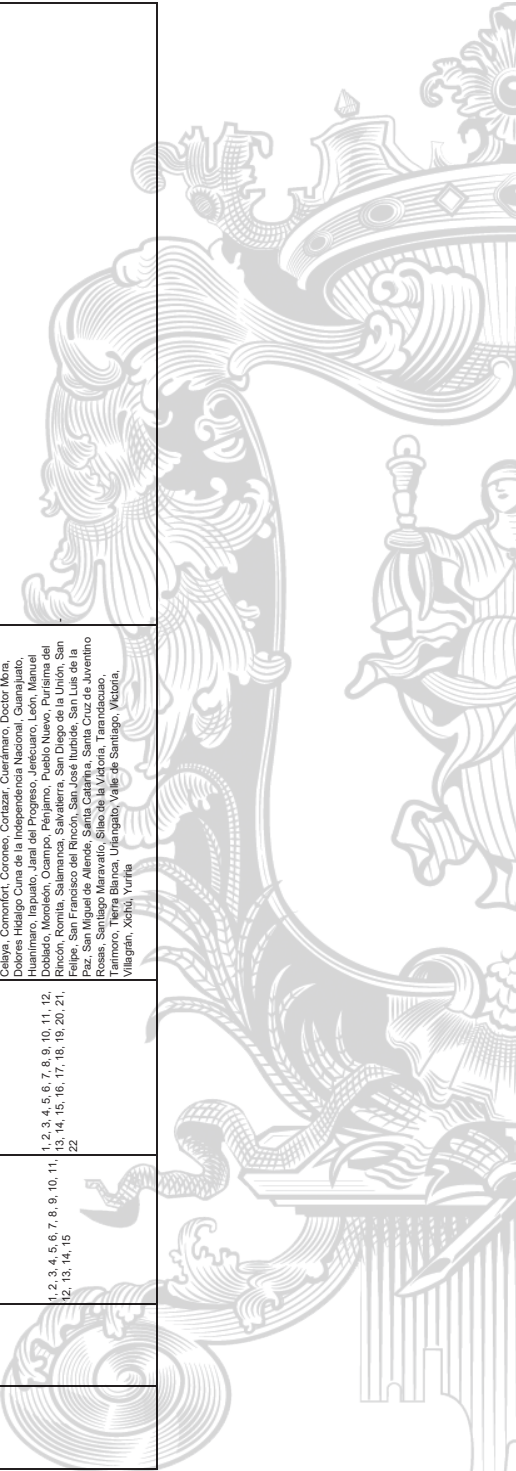 1, 2, 3, 4, 5, 6, 7, 8, 9, 10, 11,
12, 13, 14, 15
1, 2, 3, 4, 5, 6, 7, 8, 9, 10, 11, 12,
13, 14, 15, 16, 17, 18, 19, 20, 21,
22
Celaya, Comonfort, Coroneo, Cortazar, Cuerámaro, Doctor Mora,
Dolores Hidalgo Cuna de la Independencia Nacional, Guanajuato,
Huanímaro, Irapuato, Jaral del Progreso, Jerécuaro, León, Manuel
Doblado, Moroleón, Ocampo, Pénjamo, Pueblo Nuevo, Purísima del
Rincón, Romita, Salamanca, Salvatierra, San Diego de la Unión, San
Felipe, San Francisco del Rincón, San José Iturbide, San Luis de la
Paz, San Miguel de Allende, Santa Catarina, Santa Cruz de Juventino
Rosas, Santiago Maravatío, Silao de la Victoria, Tarandacuao,
Tarimoro, Tierra Blanca, Uriangato, Valle de Santiago, Victoria,
Villagrán, Xichú, Yuriria
-